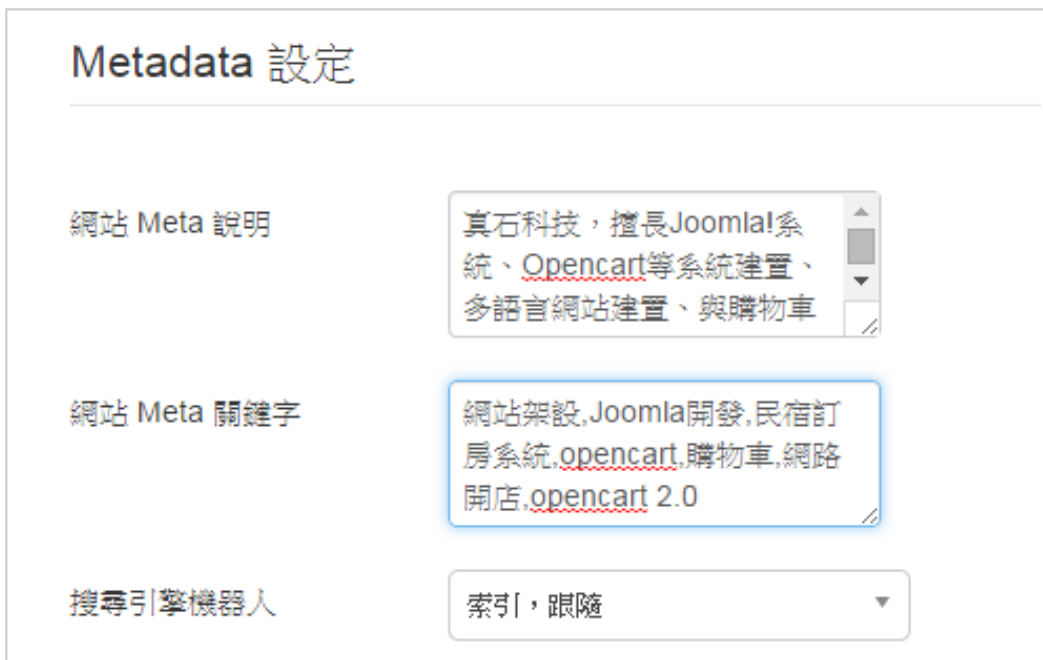 Metadata 設定
網站 Meta 說明
真石科技，擅長Joomla!系
統、Opencart等系統建置、
多語言網站建置、與購物車
網站 Meta 關鍵字
網站架設,Joomla開發,民宿訂
房系統,opencart,購物車,網路
開店,opencart 2.0
搜尋引擎機器人
索引，跟隨